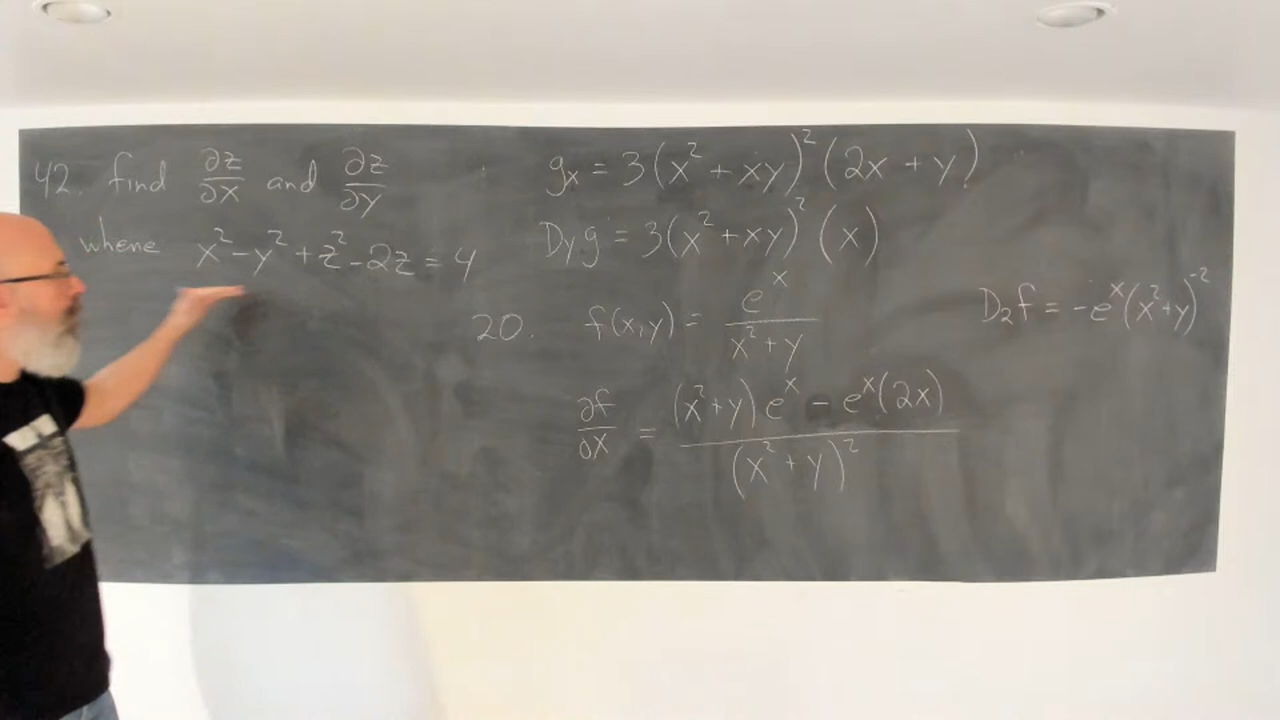 42. find ∂z/∂x and ∂z/∂y
where x² - y² + z² - 2z = 4
gₓ = 3(x² + xy)² (2x + y)
Dyg = 3(x² + xy)² (x)
20. f(x,y) = eˣ / (x² + y)
D₂f = -eˣ(x²+y)⁻²
∂f/∂x = ((x²+y)eˣ - eˣ(2x)) / (x² + y)²